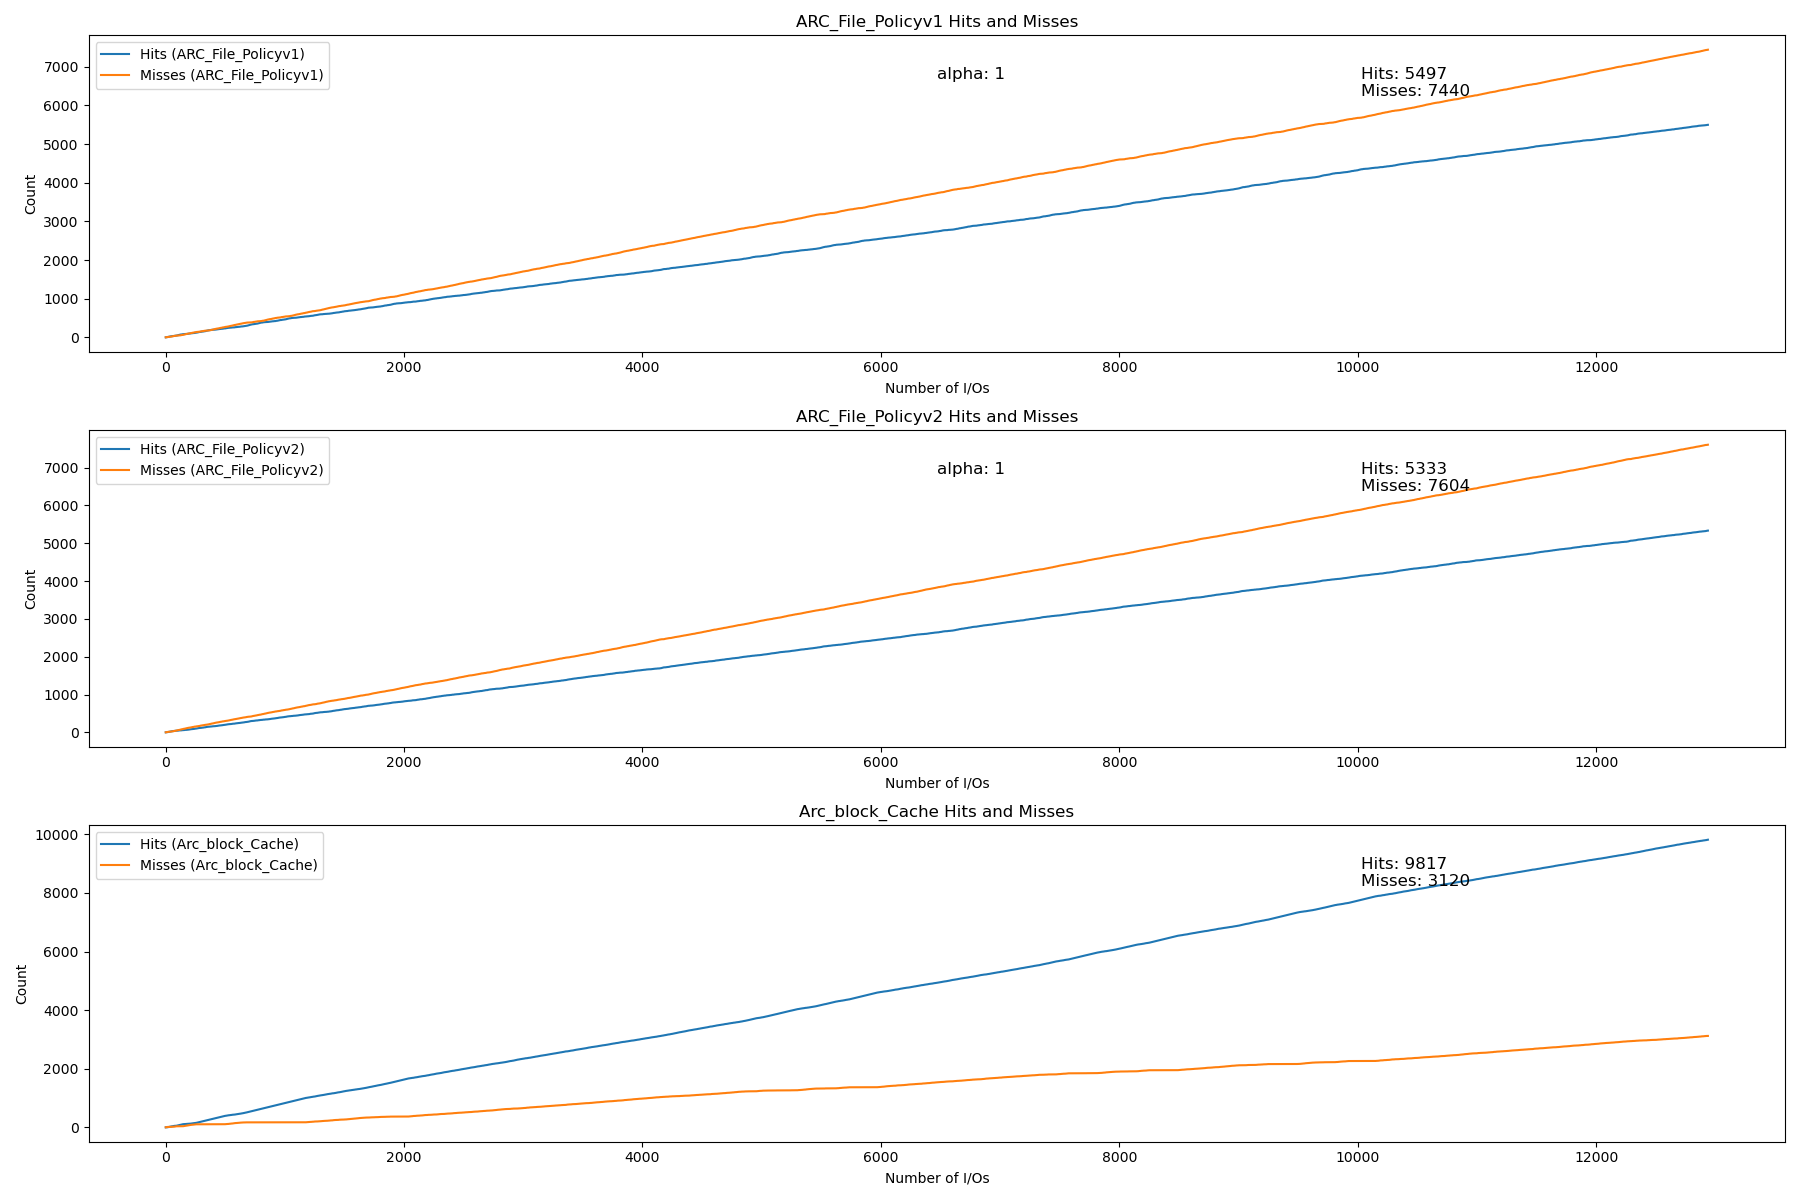 ARC_File_Policyv1 Hits and Misses
Hits (ARC_File_Policyv1)
Misses (ARC_File_Policyv1)
alpha: 1
Hits: 5497
Misses: 7440
7000
6000
5000
4000
3000
2000
1000
0
Count
0 2000 4000 6000 8000 10000 12000
Number of I/Os
ARC_File_Policyv2 Hits and Misses
Hits (ARC_File_Policyv2)
Misses (ARC_File_Policyv2)
alpha: 1
Hits: 5333
Misses: 7604
7000
6000
5000
4000
3000
2000
1000
0
Count
0 2000 4000 6000 8000 10000 12000
Number of I/Os
Arc_block_Cache Hits and Misses
Hits (Arc_block_Cache)
Misses (Arc_block_Cache)
Hits: 9817
Misses: 3120
10000
8000
6000
4000
2000
0
Count
0 2000 4000 6000 8000 10000 12000
Number of I/Os